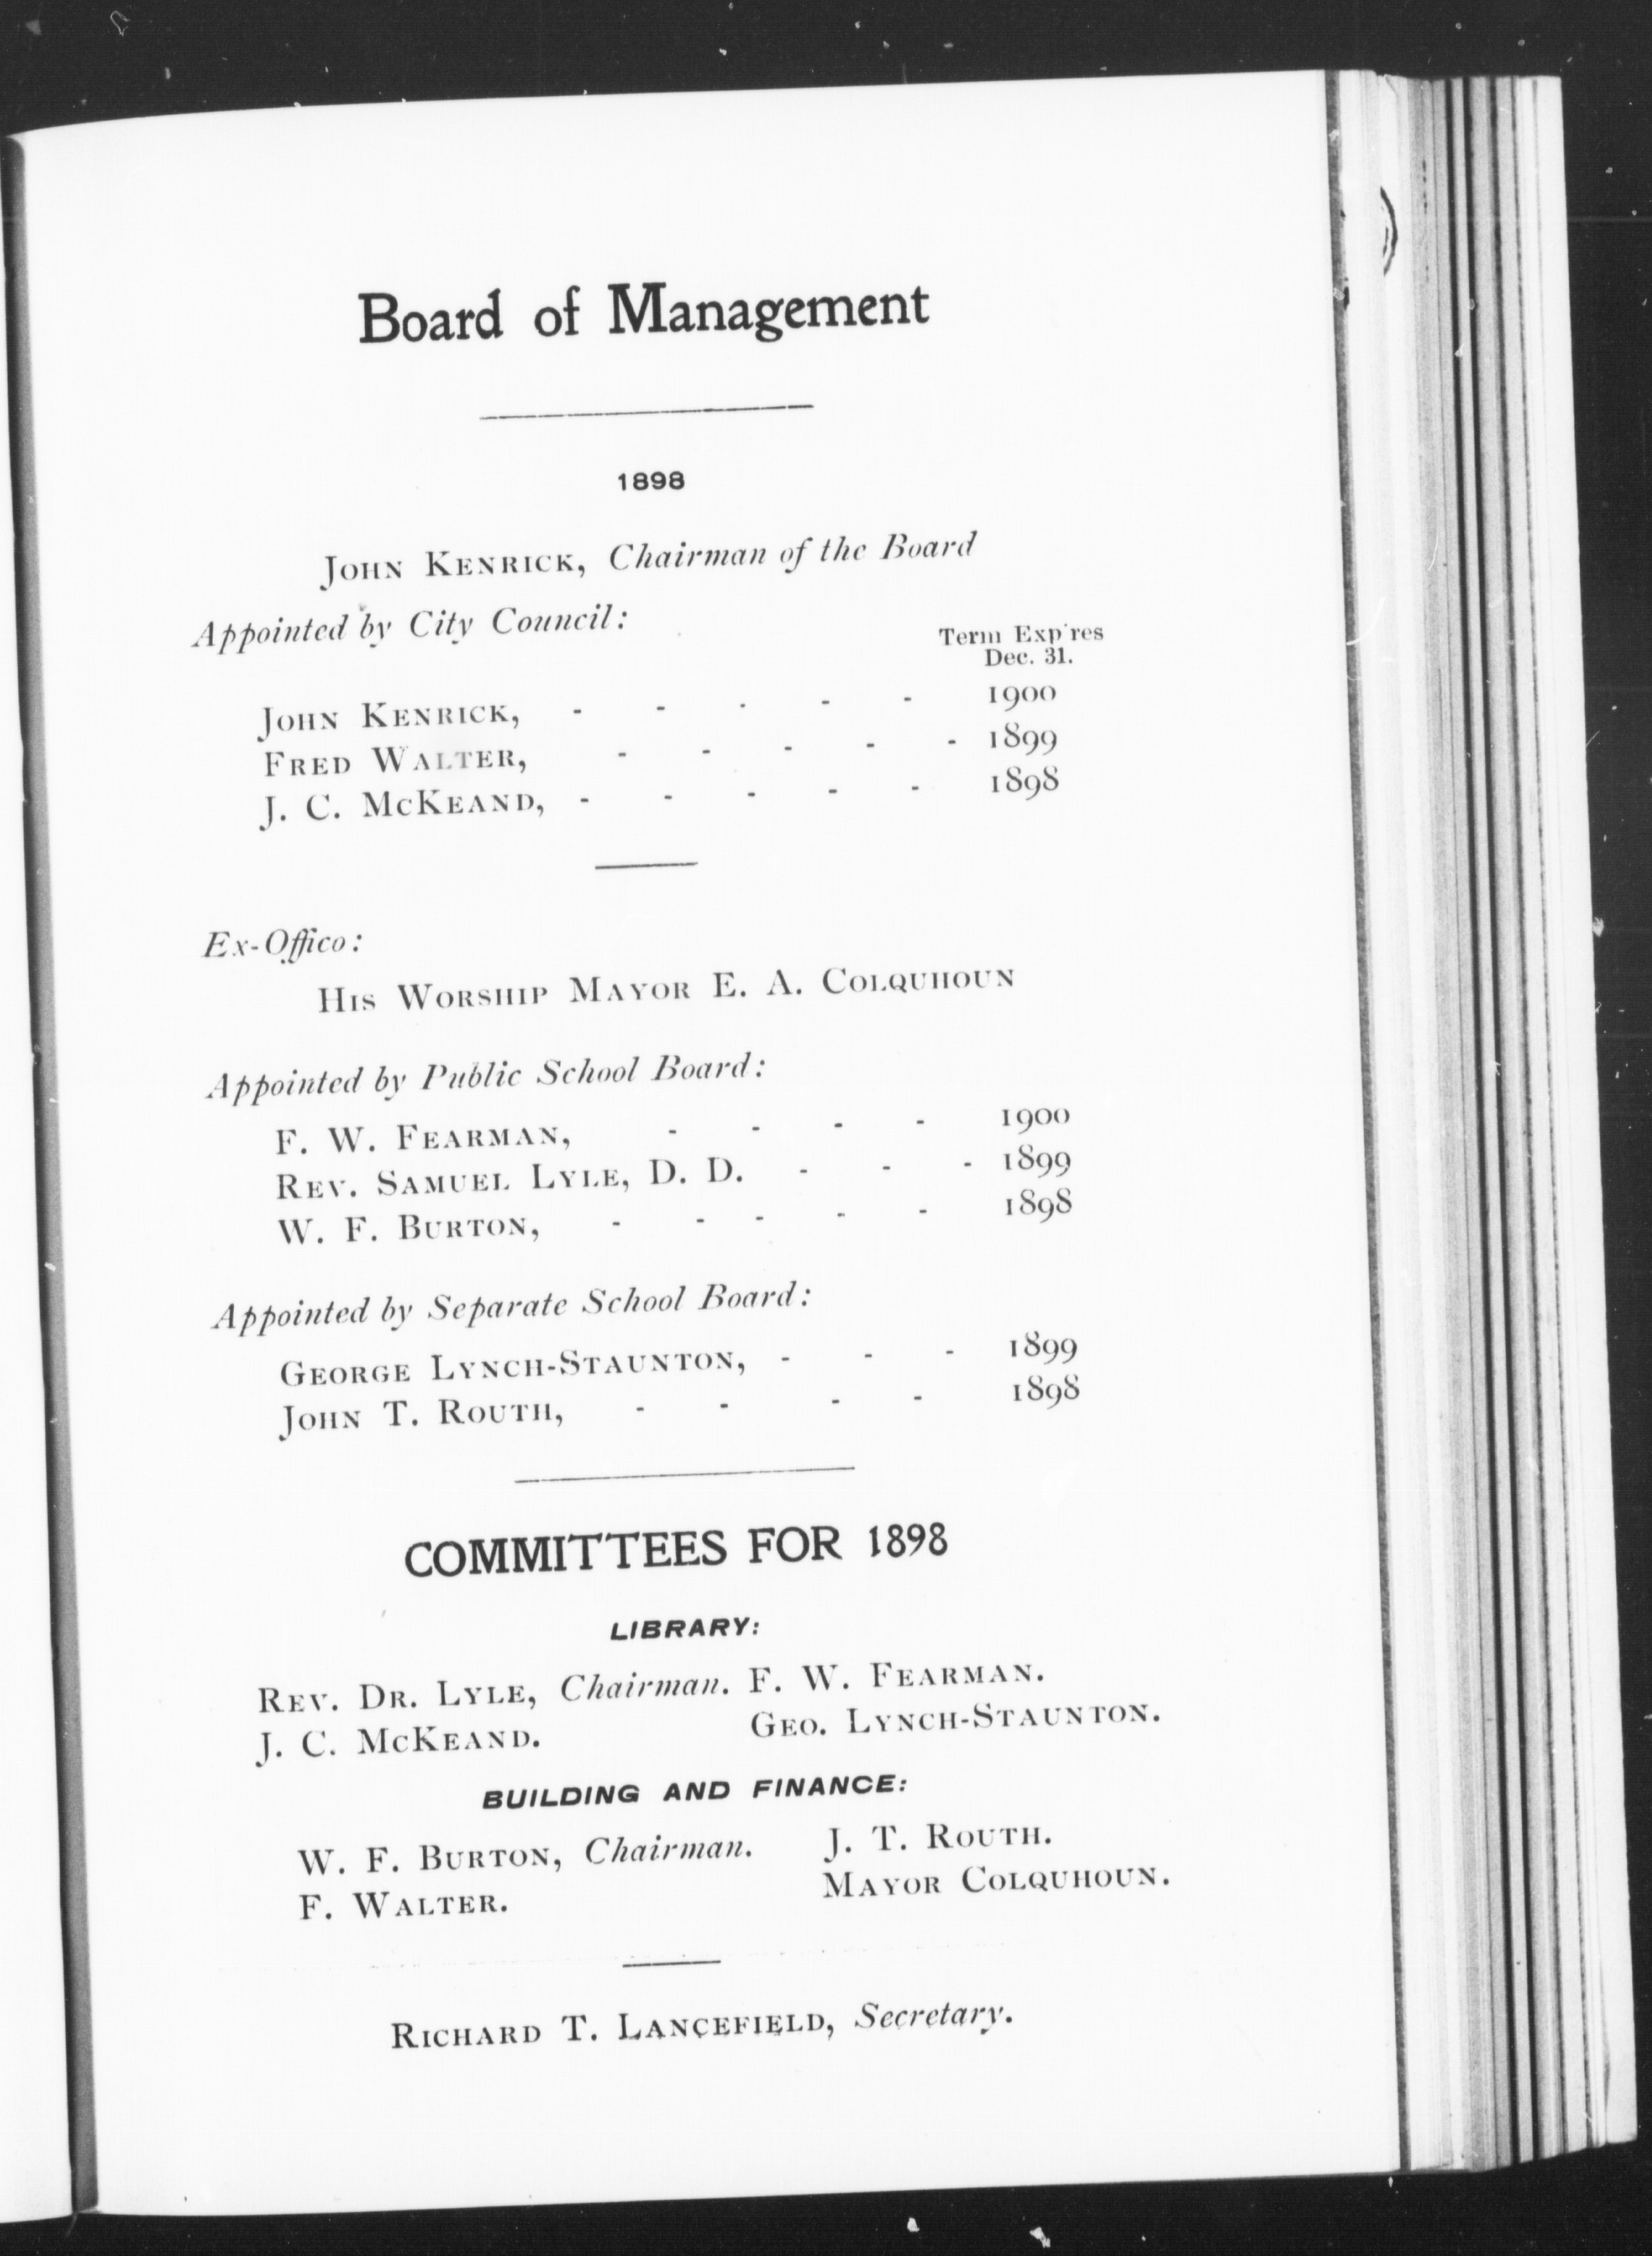 Board of Management
1898
JOHN KENRICK, Chairman of the Board
Appointed by City Council:
Term Exp'res
Dec. 31.
JOHN KENRICK, - - - - - 1900
FRED WALTER, - - - - - 1899
J. C. MCKEAND, - - - - - 1898
Ex-Offico:
HIS WORSHIP MAYOR E. A. COLQUHOUN
Appointed by Public School Board:
F. W. FEARMAN, - - - - 1900
REV. SAMUEL LYLE, D. D. - - - 1899
W. F. BURTON, - - - - - 1898
Appointed by Separate School Board:
GEORGE LYNCH-STAUNTON, - - - 1899
JOHN T. ROUTH, - - - - 1898
COMMITTEES FOR 1898
LIBRARY:
REV. DR. LYLE, Chairman. F. W. FEARMAN.
J. C. MCKEAND. GEO. LYNCH-STAUNTON.
BUILDING AND FINANCE:
W. F. BURTON, Chairman. J. T. ROUTH.
F. WALTER. MAYOR COLQUHOUN.
RICHARD T. LANCEFIELD, Secretary.